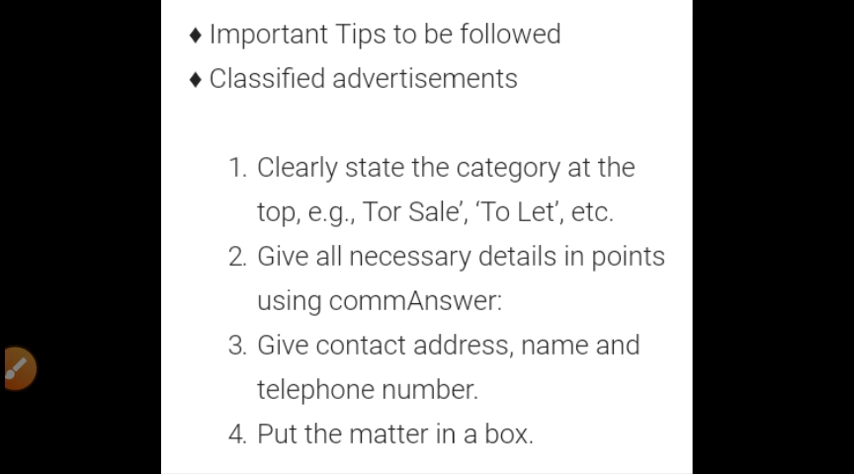 ♦ Important Tips to be followed
♦ Classified advertisements
1. Clearly state the category at the
top, e.g., Tor Sale’, ‘To Let’, etc.
2. Give all necessary details in points
using commAnswer:
3. Give contact address, name and
telephone number.
4. Put the matter in a box.